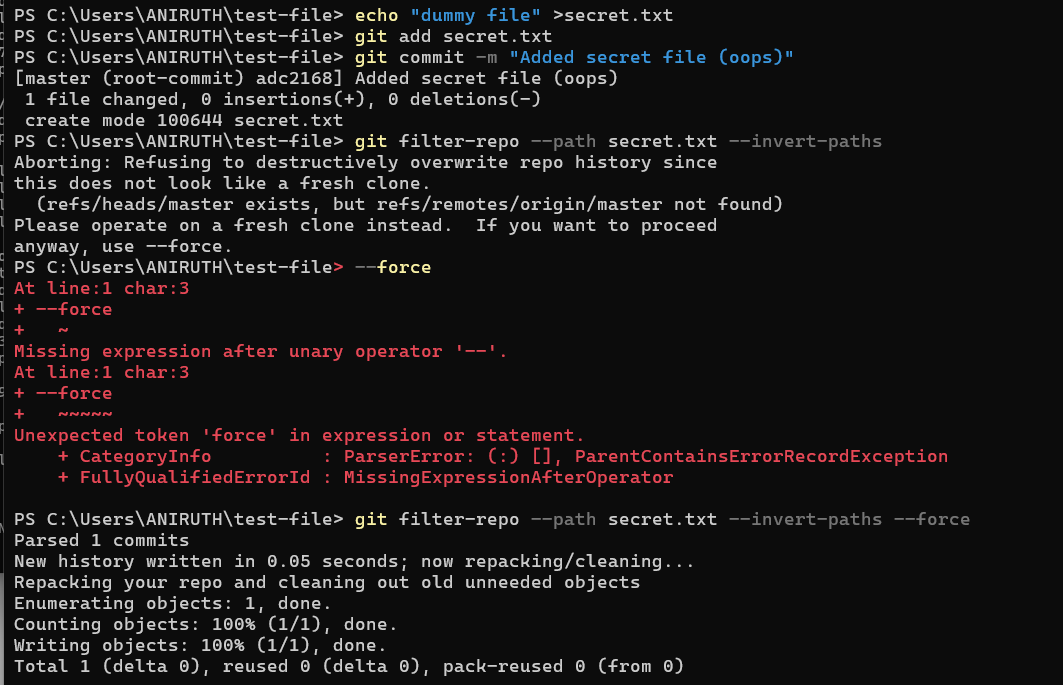 PS C:\Users\ANIRUTH\test-file> echo "dummy file" >secret.txt
PS C:\Users\ANIRUTH\test-file> git add secret.txt
PS C:\Users\ANIRUTH\test-file> git commit -m "Added secret file (oops)"
[master (root-commit) adc2168] Added secret file (oops)
 1 file changed, 0 insertions(+), 0 deletions(-)
 create mode 100644 secret.txt
PS C:\Users\ANIRUTH\test-file> git filter-repo --path secret.txt --invert-paths
Aborting: Refusing to destructively overwrite repo history since
this does not look like a fresh clone.
  (refs/heads/master exists, but refs/remotes/origin/master not found)
Please operate on a fresh clone instead.  If you want to proceed
anyway, use --force.
PS C:\Users\ANIRUTH\test-file> --force
At line:1 char:3
+ --force
+   ~
Missing expression after unary operator '--'.
At line:1 char:3
+ --force
+   ~~~~~
Unexpected token 'force' in expression or statement.
    + CategoryInfo          : ParserError: (:) [], ParentContainsErrorRecordException
    + FullyQualifiedErrorId : MissingExpressionAfterOperator

PS C:\Users\ANIRUTH\test-file> git filter-repo --path secret.txt --invert-paths --force
Parsed 1 commits
New history written in 0.05 seconds; now repacking/cleaning...
Repacking your repo and cleaning out old unneeded objects
Enumerating objects: 1, done.
Counting objects: 100% (1/1), done.
Writing objects: 100% (1/1), done.
Total 1 (delta 0), reused 0 (delta 0), pack-reused 0 (from 0)